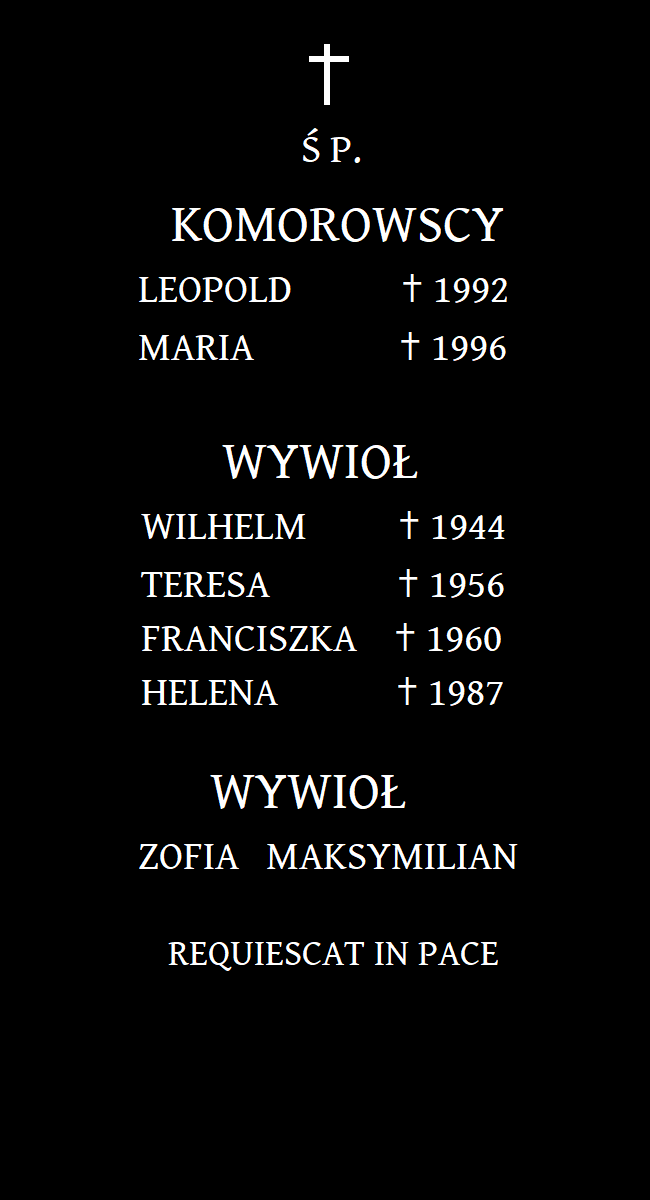 Ś P.
KOMOROWSCY
LEOPOLD † 1992
MARIA † 1996
WYWIOŁ
WILHELM † 1944
TERESA † 1956
FRANCISZKA † 1960
HELENA † 1987
WYWIOŁ
ZOFIA MAKSYMILIAN
REQUIESCAT IN PACE